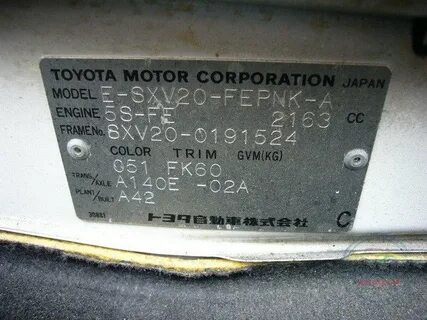 TOYOTA MOTOR CORPORATION JAPAN
MODEL E-SXV20-FEPNK-A
ENGINE 5S-FE 2163 CC
FRAME No. SXV20-0191524
COLOR TRIM GVM(KG)
051 FK60
TRANS/AXLE A140E -02A
PLANT/BUILT A42
30881 トヨタ自動車株式会社 C